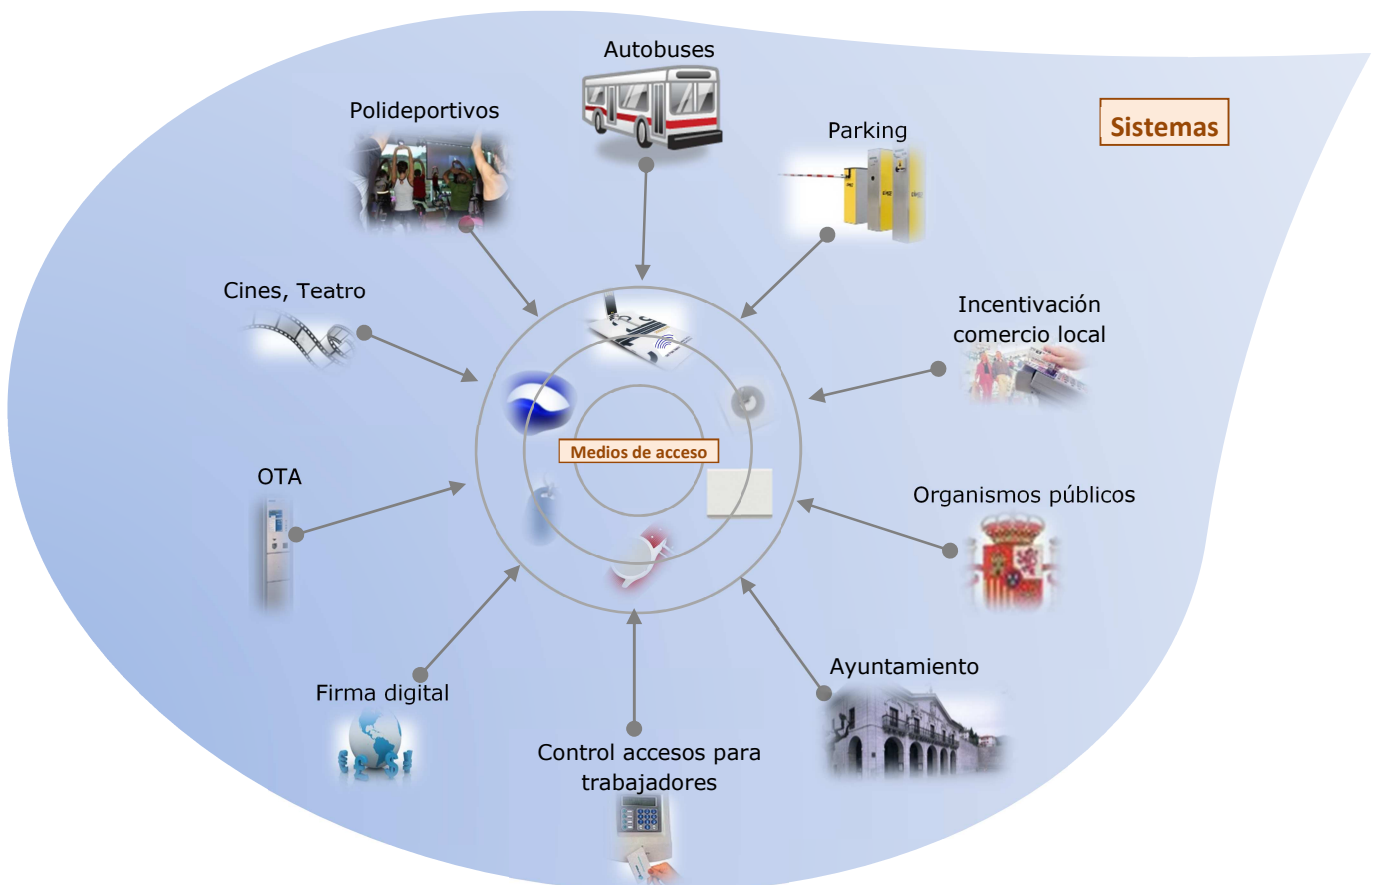 Autobuses
Polideportivos
Parking
Sistemas
Cines, Teatro
Incentivación
comercio local
Medios de acceso
OTA
Organismos públicos
Ayuntamiento
Firma digital
Control accesos para
trabajadores